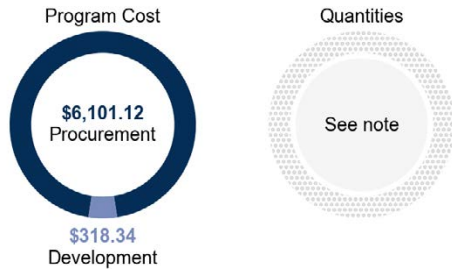 Program Cost
$6,101.12
Procurement
$318.34
Development
Quantities
See note